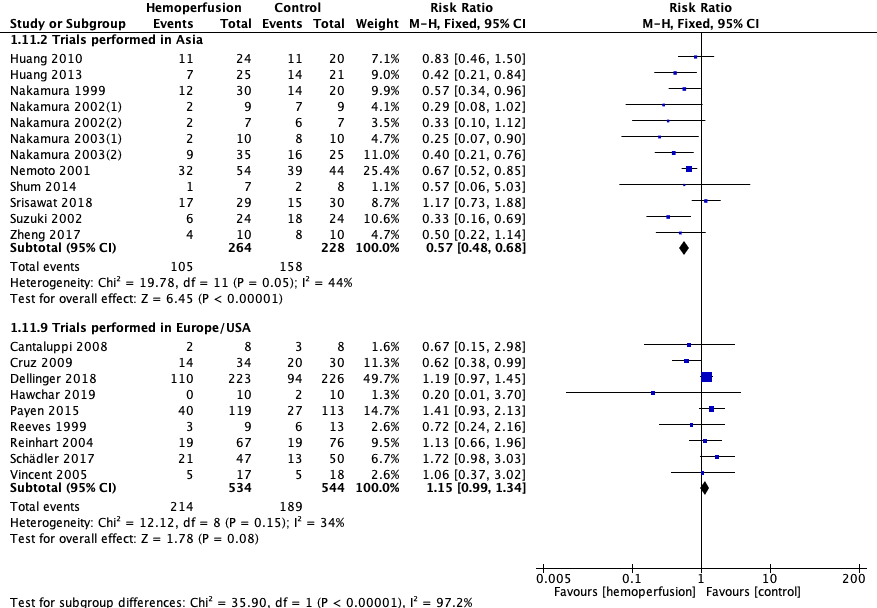 Hemoperfusion Control Risk Ratio Risk Ratio
Study or Subgroup Events Total Events Total Weight M-H, Fixed, 95% CI M-H, Fixed, 95% CI
1.11.2 Trials performed in Asia
Huang 2010 11 24 11 20 7.1% 0.83 [0.46, 1.50]
Huang 2013 7 25 14 21 9.0% 0.42 [0.21, 0.84]
Nakamura 1999 12 30 14 20 9.9% 0.57 [0.34, 0.96]
Nakamura 2002(1) 2 9 7 9 4.1% 0.29 [0.08, 1.02]
Nakamura 2002(2) 2 7 6 7 3.5% 0.33 [0.10, 1.12]
Nakamura 2003(1) 2 10 8 10 4.7% 0.25 [0.07, 0.90]
Nakamura 2003(2) 9 35 16 25 11.0% 0.40 [0.21, 0.76]
Nemoto 2001 32 54 39 44 25.4% 0.67 [0.52, 0.85]
Shum 2014 1 7 2 8 1.1% 0.57 [0.06, 5.03]
Srisawat 2018 17 29 15 30 8.7% 1.17 [0.73, 1.88]
Suzuki 2002 6 24 18 24 10.6% 0.33 [0.16, 0.69]
Zheng 2017 4 10 8 10 4.7% 0.50 [0.22, 1.14]
Subtotal (95% CI) 264 228 100.0% 0.57 [0.48, 0.68]
Total events 105 158
Heterogeneity: Chi² = 19.78, df = 11 (P = 0.05); I² = 44%
Test for overall effect: Z = 6.45 (P < 0.00001)
1.11.9 Trials performed in Europe/USA
Cantaluppi 2008 2 8 3 8 1.6% 0.67 [0.15, 2.98]
Cruz 2009 14 34 20 30 11.3% 0.62 [0.38, 0.99]
Dellinger 2018 110 223 94 226 49.7% 1.19 [0.97, 1.45]
Hawchar 2019 0 10 2 10 1.3% 0.20 [0.01, 3.70]
Payen 2015 40 119 27 113 14.7% 1.41 [0.93, 2.13]
Reeves 1999 3 9 6 13 2.6% 0.72 [0.24, 2.16]
Reinhart 2004 19 67 19 76 9.5% 1.13 [0.66, 1.96]
Schädler 2017 21 47 13 50 6.7% 1.72 [0.98, 3.03]
Vincent 2005 5 17 5 18 2.6% 1.06 [0.37, 3.02]
Subtotal (95% CI) 534 544 100.0% 1.15 [0.99, 1.34]
Total events 214 189
Heterogeneity: Chi² = 12.12, df = 8 (P = 0.15); I² = 34%
Test for overall effect: Z = 1.78 (P = 0.08)
0.005 0.1 1 10 200
Favours [hemoperfusion] Favours [control]
Test for subgroup differences: Chi² = 35.90, df = 1 (P < 0.00001), I² = 97.2%